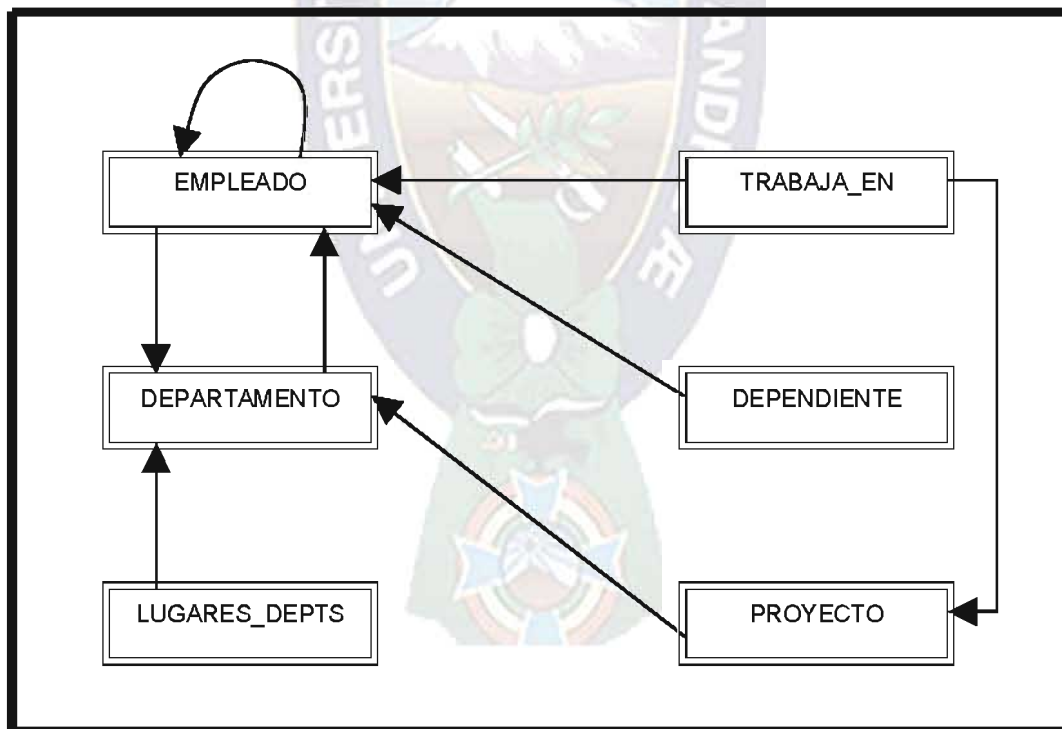 EMPLEADO
TRABAJA_EN
DEPARTAMENTO
DEPENDIENTE
LUGARES_DEPTS
PROYECTO